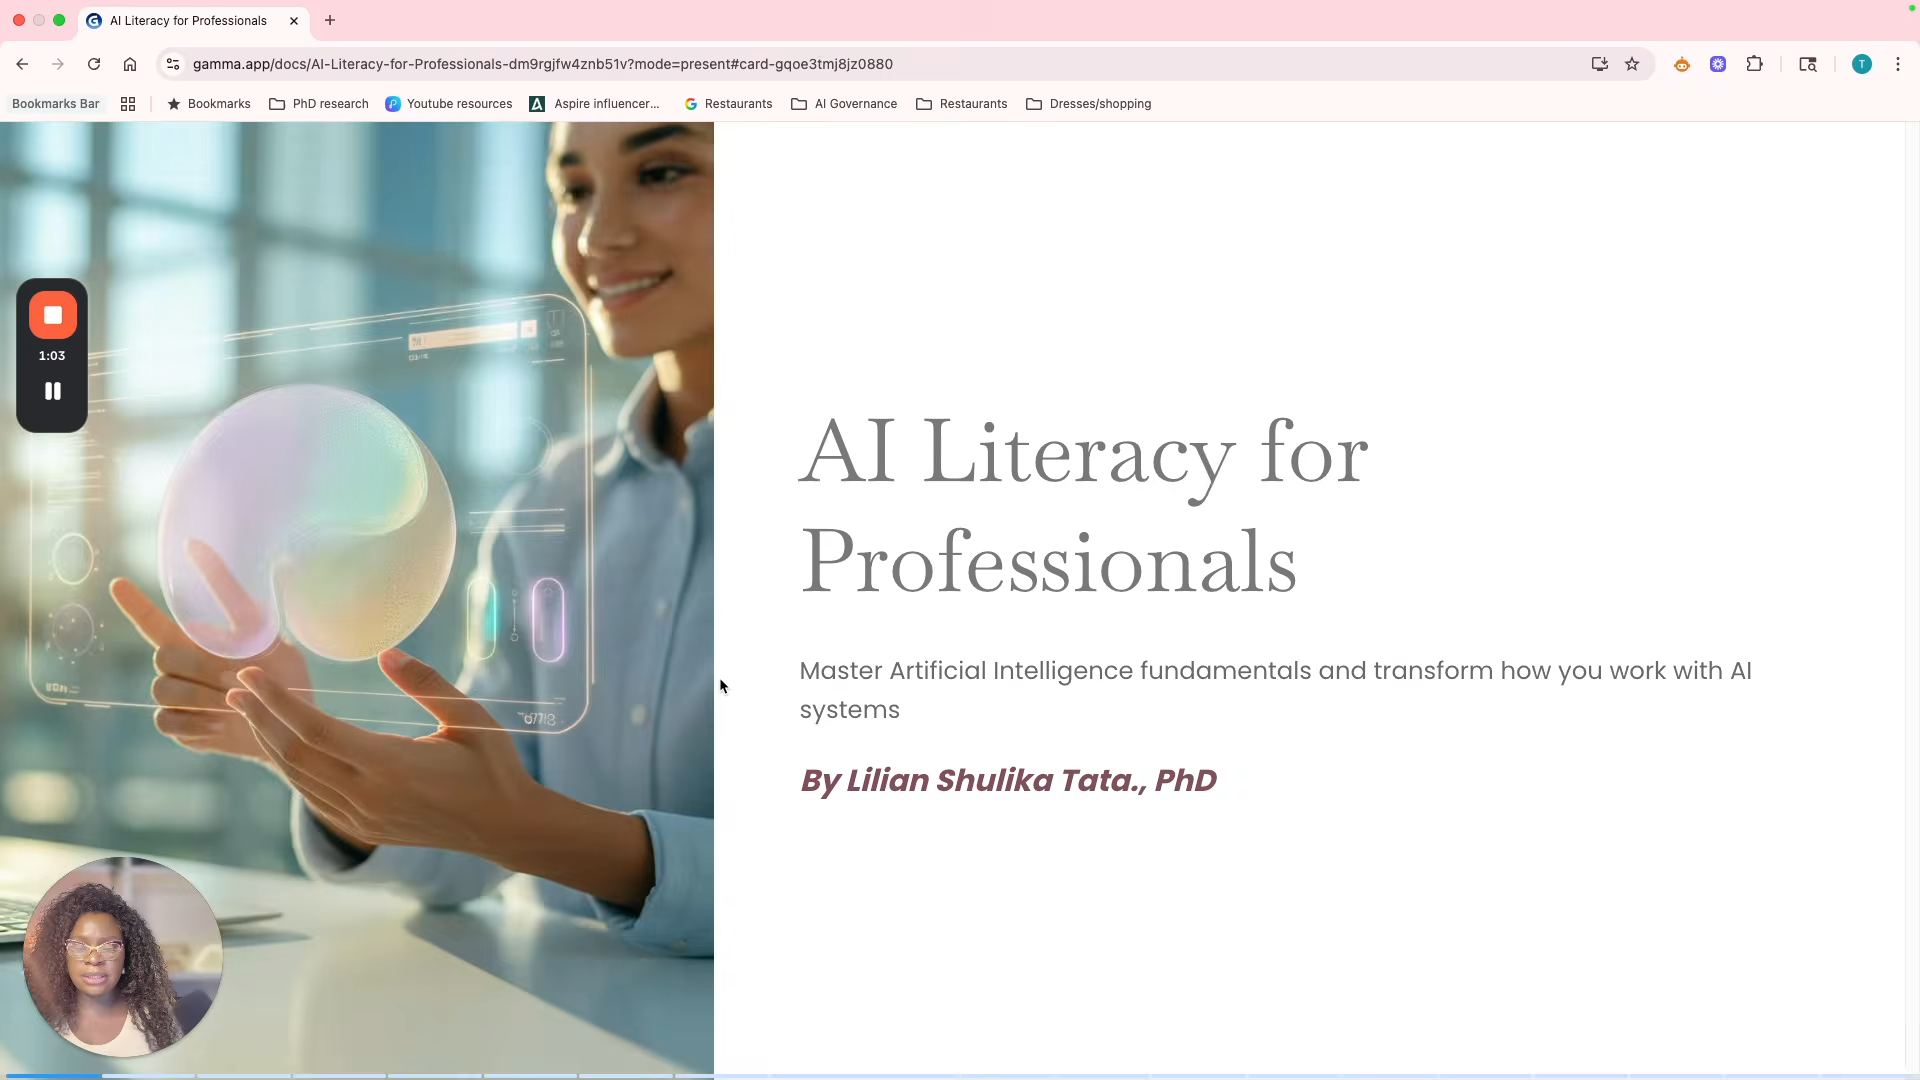 AI Literacy for Professionals
gamma.app/docs/AI-Literacy-for-Professionals-dm9rgjfw4znb51v?mode=present#card-gqoe3tmj8jz0880
T
Bookmarks Bar
Bookmarks
PhD research
Youtube resources
Aspire influencer...
Restaurants
AI Governance
Restaurants
Dresses/shopping
1:03
AI Literacy for
Professionals
Master Artificial Intelligence fundamentals and transform how you work with AI
systems
By Lilian Shulika Tata., PhD